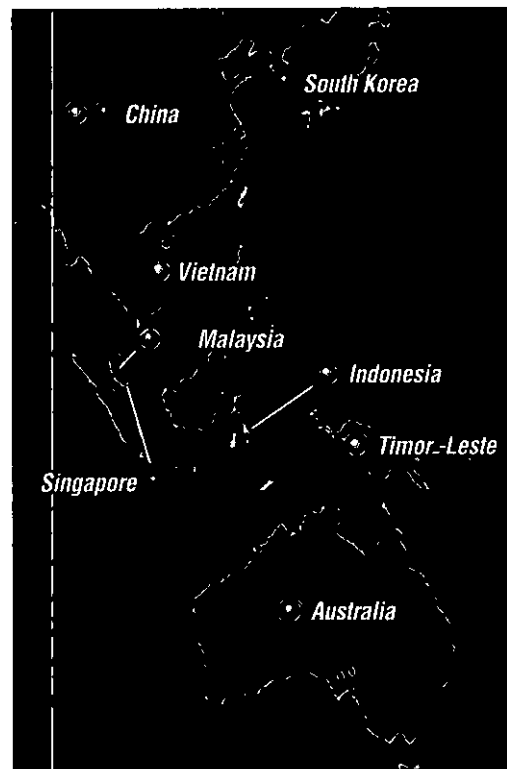 South Korea
China
Vietnam
Malaysia
Indonesia
Timor-Leste
Singapore
Australia